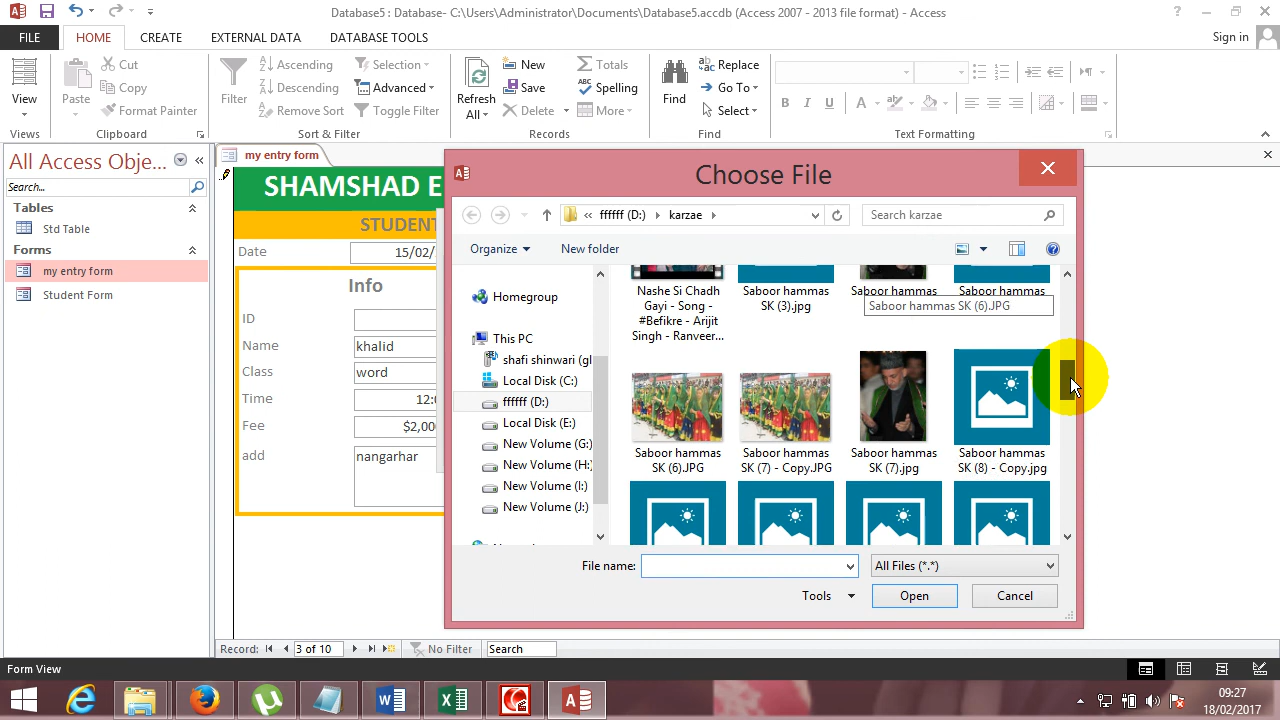 Database5 : Database- C:\Users\Administrator\Documents\Database5.accdb (Access 2007 - 2013 file format) - Access
FILE
HOME
CREATE
EXTERNAL DATA
DATABASE TOOLS
Sign in
View
Views
Paste
Cut
Copy
Format Painter
Clipboard
Filter
Ascending
Descending
Remove Sort
Selection
Advanced
Toggle Filter
Sort & Filter
Refresh
All
New
Save
Delete
Totals
Spelling
More
Records
Find
Replace
Go To
Select
Find
B I U A
Text Formatting
All Access Obje...
Search...
Tables
Std Table
Forms
my entry form
Student Form
my entry form
SHAMSHAD E
STUDENT
Date
15/02/
Info
ID
Name
khalid
Class
word
Time
12:0
Fee
$2,000
add
nangarhar
Choose File
ffffff (D:)
karzae
Search karzae
Organize
New folder
Homegroup
This PC
shafi shinwari (gl
Local Disk (C:)
ffffff (D:)
Local Disk (E:)
New Volume (G:)
New Volume (H:)
New Volume (I:)
New Volume (J:)
Nashe Si Chadh
Gayi - Song -
#Befikre - Arijit
Singh - Ranveer...
Saboor hammas
SK (3).jpg
Saboor hammas
Saboor hammas
Saboor hammas SK (6).JPG
Saboor hammas
SK (6).JPG
Saboor hammas
SK (7) - Copy.JPG
Saboor hammas
SK (7).jpg
Saboor hammas
SK (8) - Copy.jpg
File name:
All Files (*.*)
Tools
Open
Cancel
Record:
3 of 10
No Filter
Search
Form View
09:27
18/02/2017